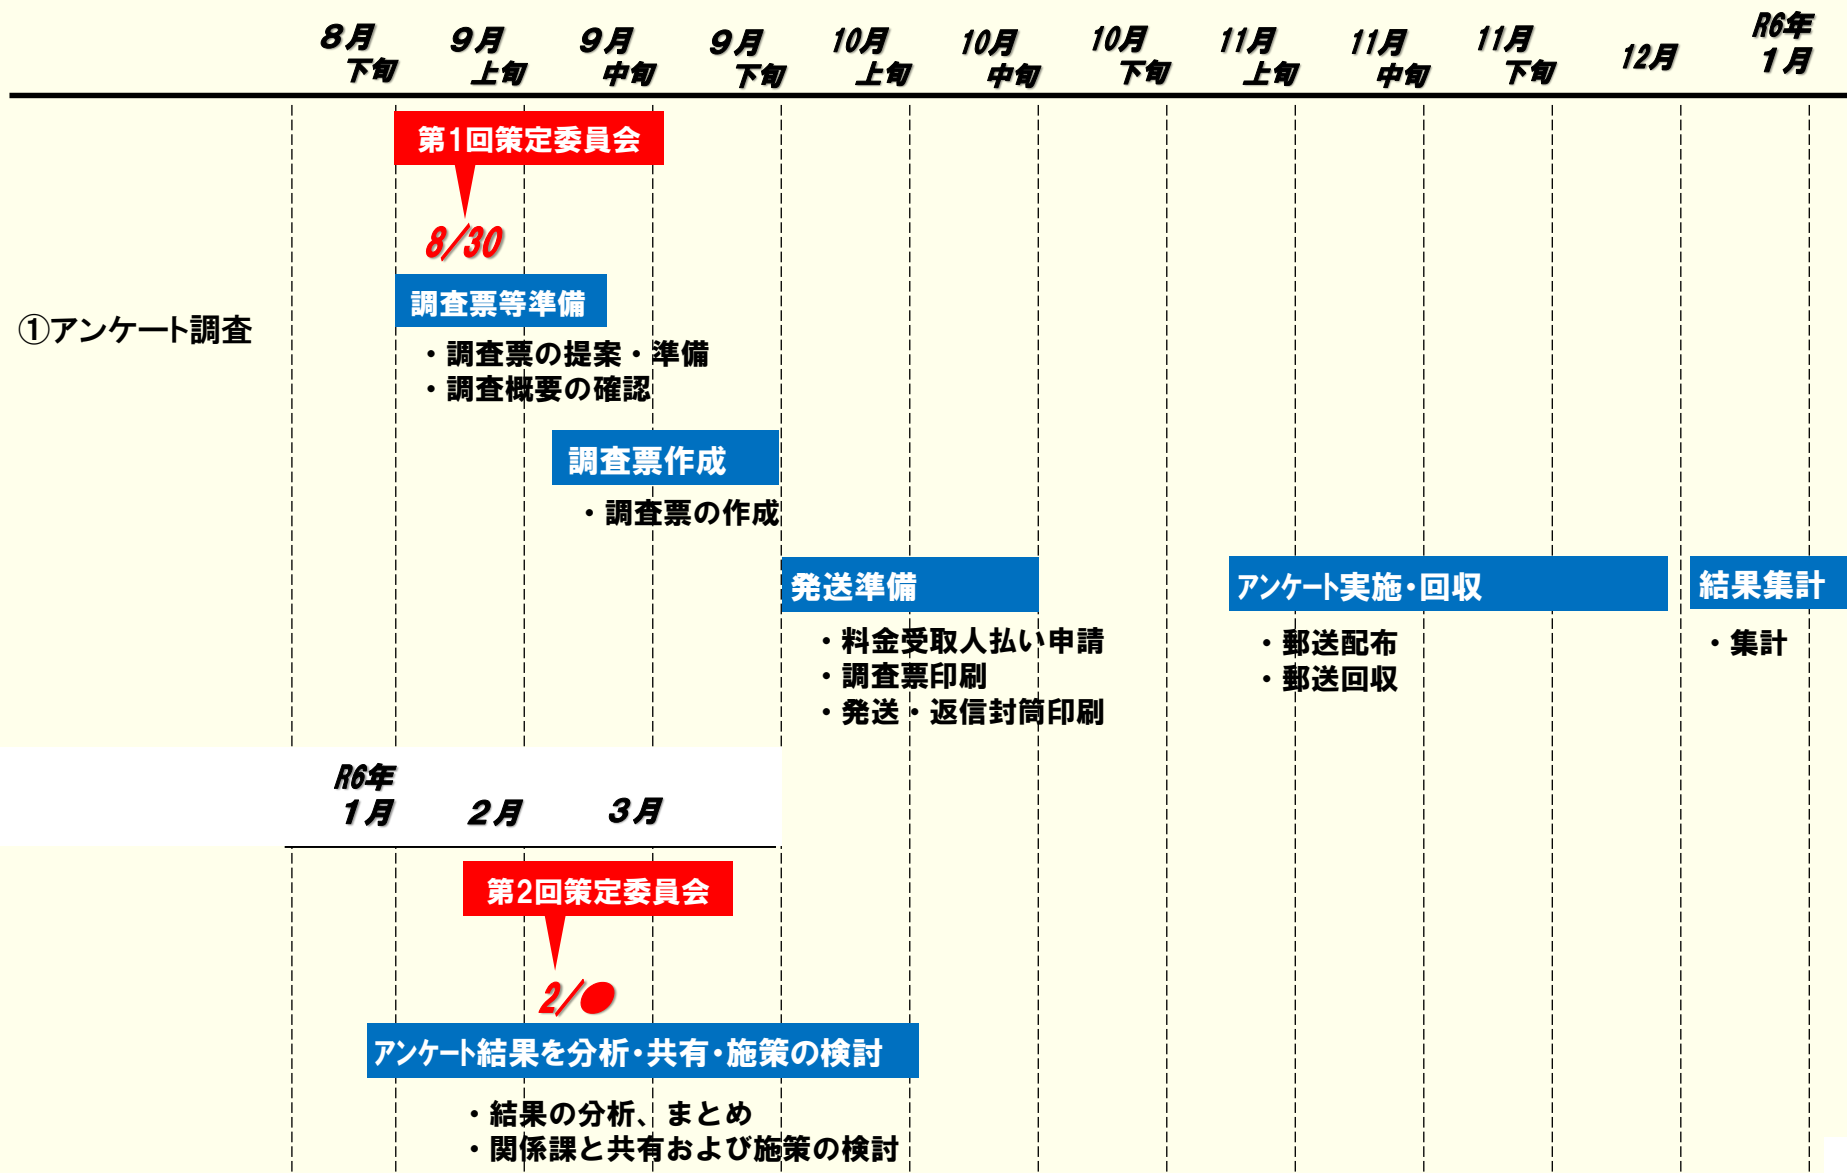 8月 下旬
9月 上旬
9月 中旬
9月 下旬
10月 上旬
10月 中旬
10月 下旬
11月 上旬
11月 中旬
11月 下旬
12月
R6年 1月
第1回策定委員会
8/30
①アンケート調査
調査票等準備
・調査票の提案・準備
・調査概要の確認
調査票作成
・調査票の作成
発送準備
・料金受取人払い申請
・調査票印刷
・発送・返信封筒印刷
アンケート実施・回収
・郵送配布
・郵送回収
結果集計
・集計
R6年 1月
2月
3月
第2回策定委員会
2/●
アンケート結果を分析・共有・施策の検討
・結果の分析、まとめ
・関係課と共有および施策の検討